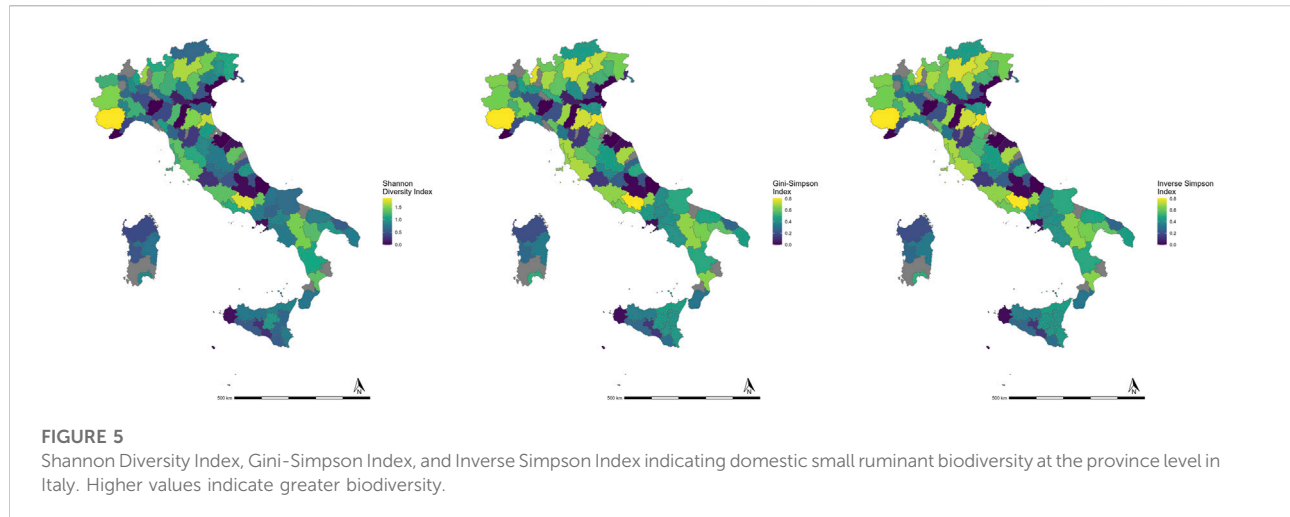 Shannon
Diversity Index
1.5
1.0
0.5
0.0
N
500 km
Gini-Simpson
Index
0.8
0.6
0.4
0.2
0.0
N
500 km
Inverse Simpson
Index
0.8
0.6
0.4
0.2
0.0
N
500 km
FIGURE 5
Shannon Diversity Index, Gini-Simpson Index, and Inverse Simpson Index indicating domestic small ruminant biodiversity at the province level in
Italy. Higher values indicate greater biodiversity.